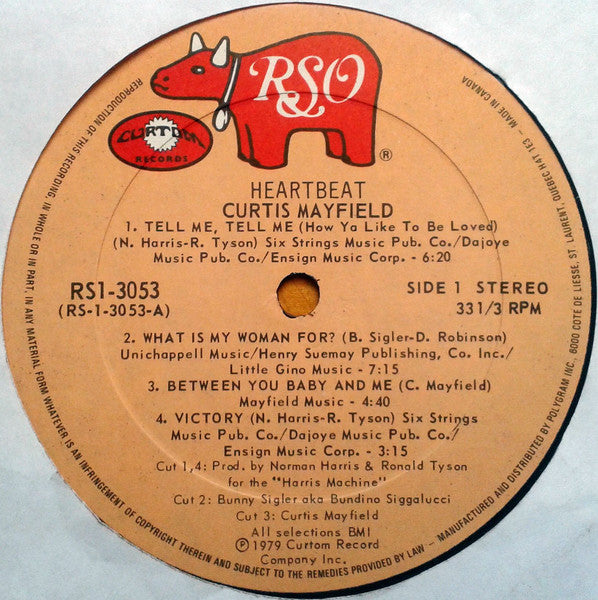 RSO
®
CURTOM
RECORDS
HEARTBEAT
CURTIS MAYFIELD
1. TELL ME, TELL ME (How Ya Like To Be Loved)
(N. Harris-R. Tyson) Six Strings Music Pub. Co./Dajoye
Music Pub. Co./Ensign Music Corp. - 6:20
RS1-3053
(RS-1-3053-A)
SIDE 1 STEREO
33 1/3 RPM
2. WHAT IS MY WOMAN FOR? (B. Sigler-D. Robinson)
Unichappell Music/Henry Suemay Publishing, Co. Inc./
Little Gino Music - 7:15
3. BETWEEN YOU BABY AND ME (C. Mayfield)
Mayfield Music - 4:40
4. VICTORY (N. Harris-R. Tyson) Six Strings
Music Pub. Co./Dajoye Music Pub. Co./
Ensign Music Corp. - 3:15
Cut 1,4: Prod. by Norman Harris & Ronald Tyson
for the "Harris Machine"
Cut 2: Bunny Sigler aka Bundino Siggalucci
Cut 3: Curtis Mayfield
All selections BMI
Ⓟ 1979 Curtom Record
Company Inc.
REPRODUCTION OF THIS RECORDING, IN WHOLE OR IN PART, IN ANY MATERIAL FORM WHATEVER IS AN INFRINGEMENT OF COPYRIGHT THEREIN AND SUBJECT TO THE REMEDIES PROVIDED BY LAW – MANUFACTURED AND DISTRIBUTED BY POLYGRAM INC., 6000 COTE DE LIESSE, ST. LAURENT, QUEBEC H4T 1E3 – MADE IN CANADA